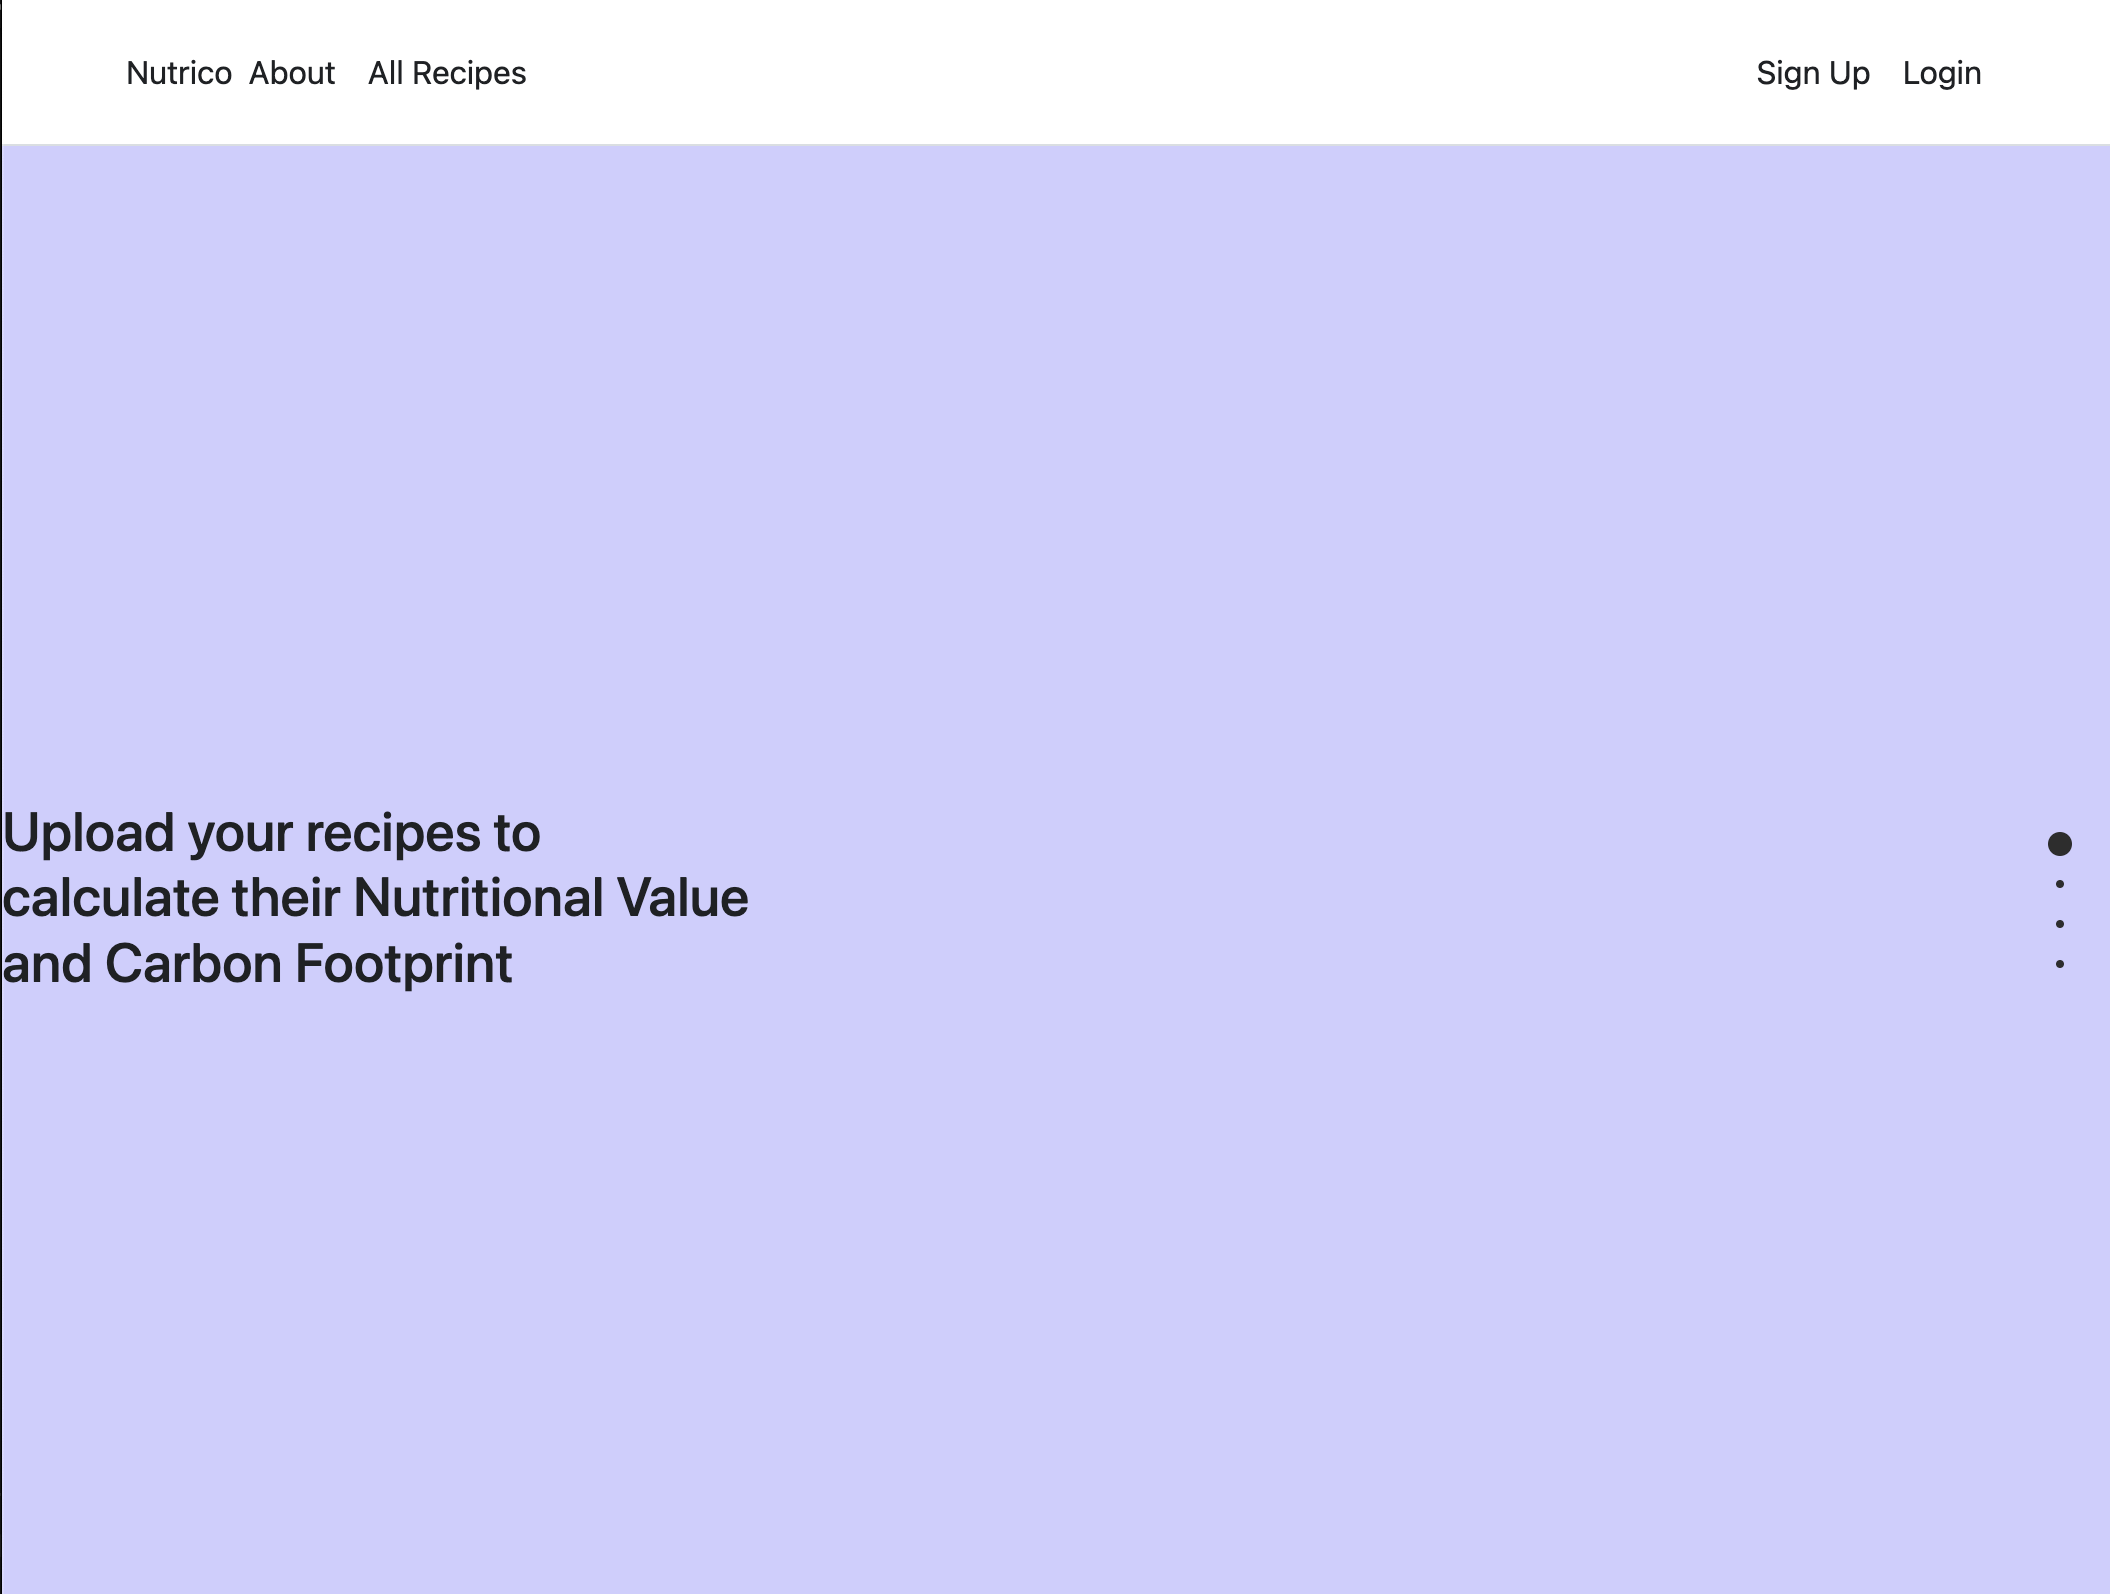 Nutrico About All Recipes Sign Up Login
Upload your recipes to
calculate their Nutritional Value
and Carbon Footprint